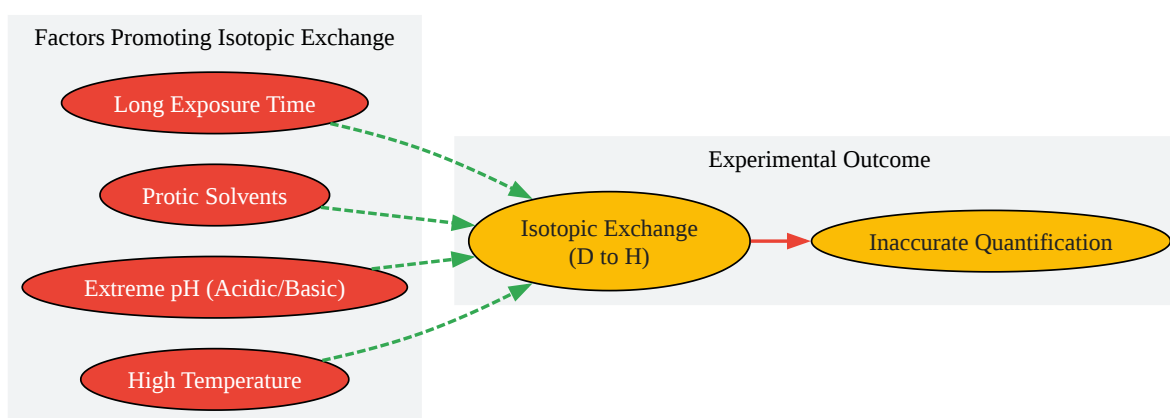 Factors Promoting Isotopic Exchange
Long Exposure Time
Protic Solvents
Extreme pH (Acidic/Basic)
High Temperature
Experimental Outcome
Isotopic Exchange
(D to H)
Inaccurate Quantification